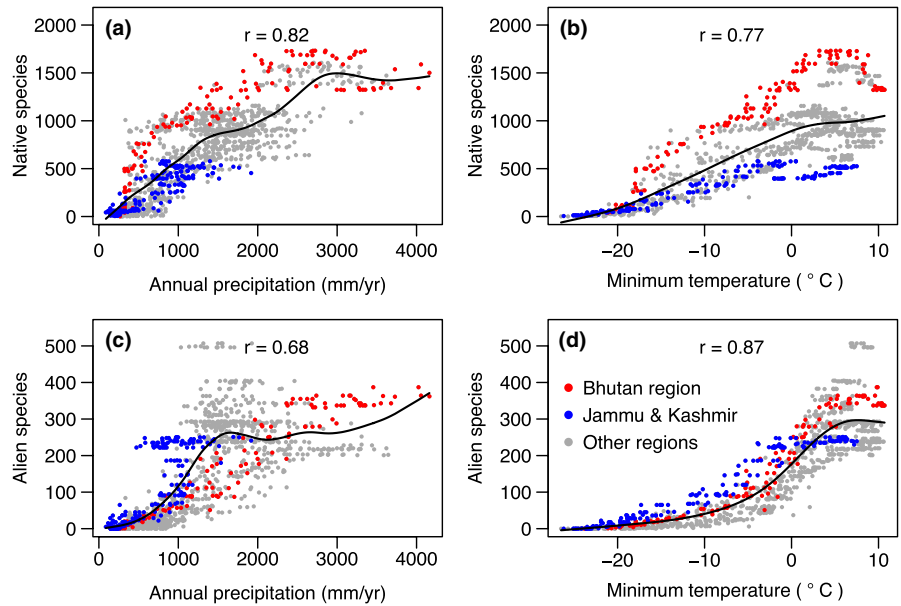 (a)
r = 0.82
Native species
2000
1500
1000
500
0
0 1000 2000 3000 4000
Annual precipitation (mm/yr)
(b)
r = 0.77
Native species
2000
1500
1000
500
0
−20 −10 0 10
Minimum temperature ( ° C )
(c)
r = 0.68
Alien species
500
400
300
200
100
0
0 1000 2000 3000 4000
Annual precipitation (mm/yr)
(d)
r = 0.87
Bhutan region
Jammu & Kashmir
Other regions
Alien species
500
400
300
200
100
0
−20 −10 0 10
Minimum temperature ( ° C )